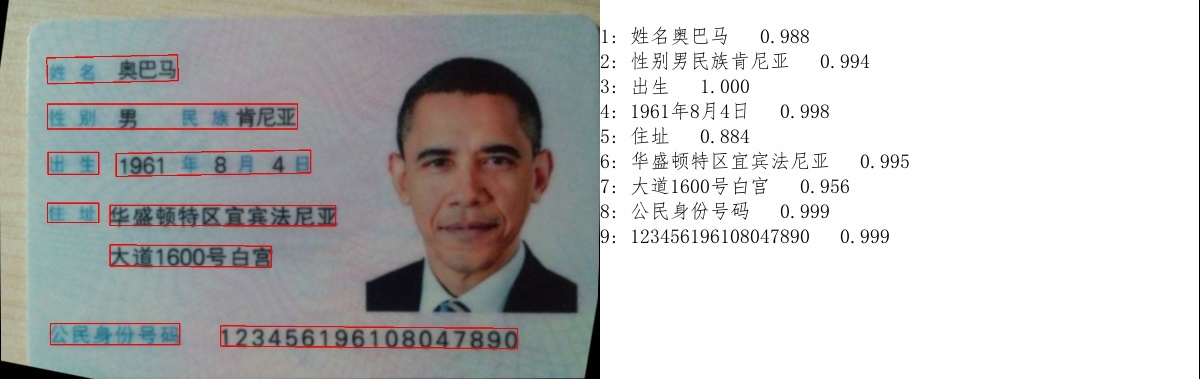 姓名 奥巴马
性别 男 民族 肯尼亚
出生 1961 年 8 月 4 日
住址 华盛顿特区宜宾法尼亚
大道1600号白宫
公民身份号码 123456196108047890
1: 姓名奥巴马 0.988
2: 性别男民族肯尼亚 0.994
3: 出生 1.000
4: 1961年8月4日 0.998
5: 住址 0.884
6: 华盛顿特区宜宾法尼亚 0.995
7: 大道1600号白宫 0.956
8: 公民身份号码 0.999
9: 123456196108047890 0.999